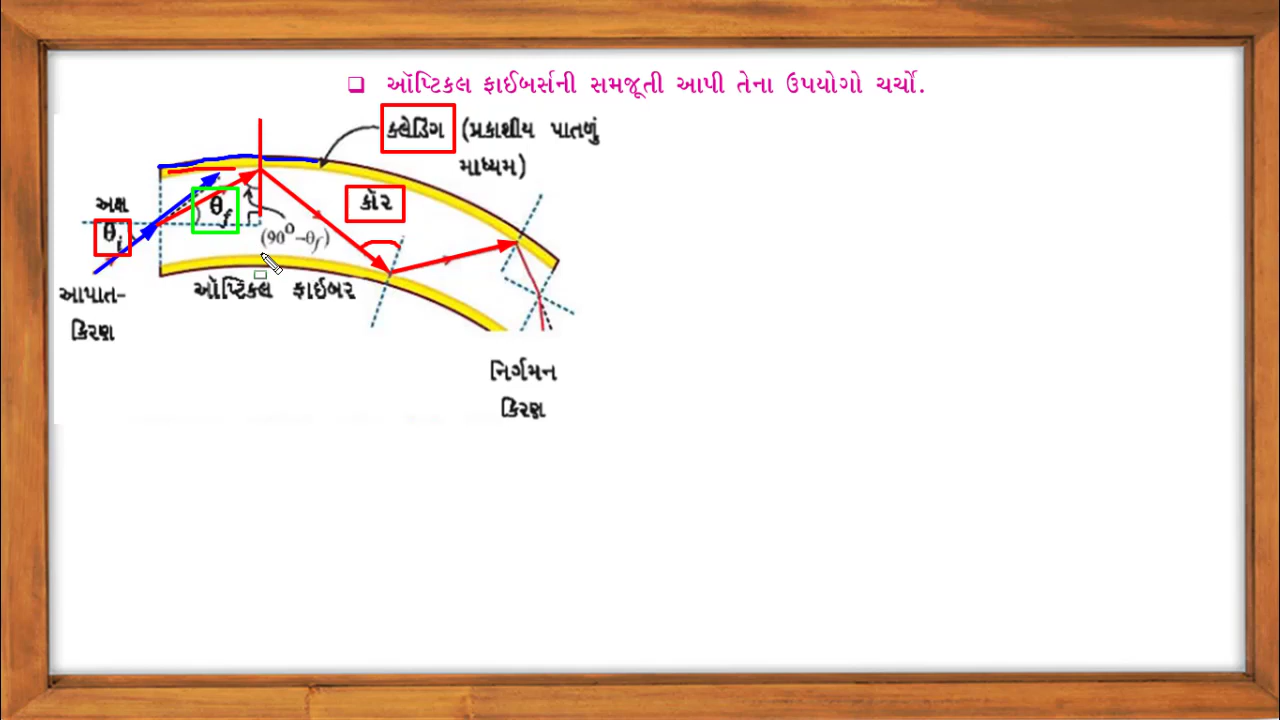 ❑ ઑપ્ટિકલ ફાઈબર્સની સમજૂતી આપી તેના ઉપયોગો ચર્ચો.
ક્લેડિંગ (પ્રકાશીય પાતળું
માધ્યમ)
અક્ષ
θi
θf
કૉર
(90°–θf)
આપાત-
કિરણ
ઑપ્ટિકલ ફાઇબર
નિર્ગમન
કિરણ